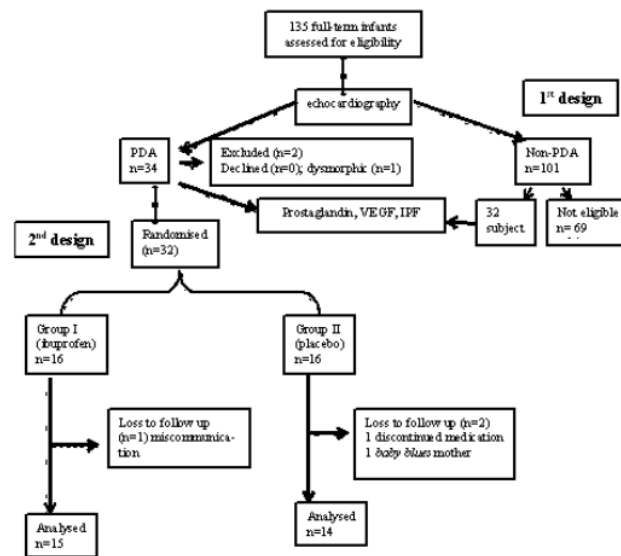 135 full-term infants
assessed for eligibility
echocardiography
1st design
PDA
n=34
Excluded (n=2)
Declined (n=0); dysmorphic (n=1)
Non-PDA
n=101
Prostaglandin, VEGF, IPF
32
subject
Not eligible
n= 69
2nd design
Randomised
(n=32)
Group I
(ibuprofen)
n=16
Group II
(placebo)
n=16
Loss to follow up
(n=1) miscommunica-
tion
Loss to follow up (n=2)
1 discontinued medication
1 baby blues mother
Analysed
n=15
Analysed
n=14